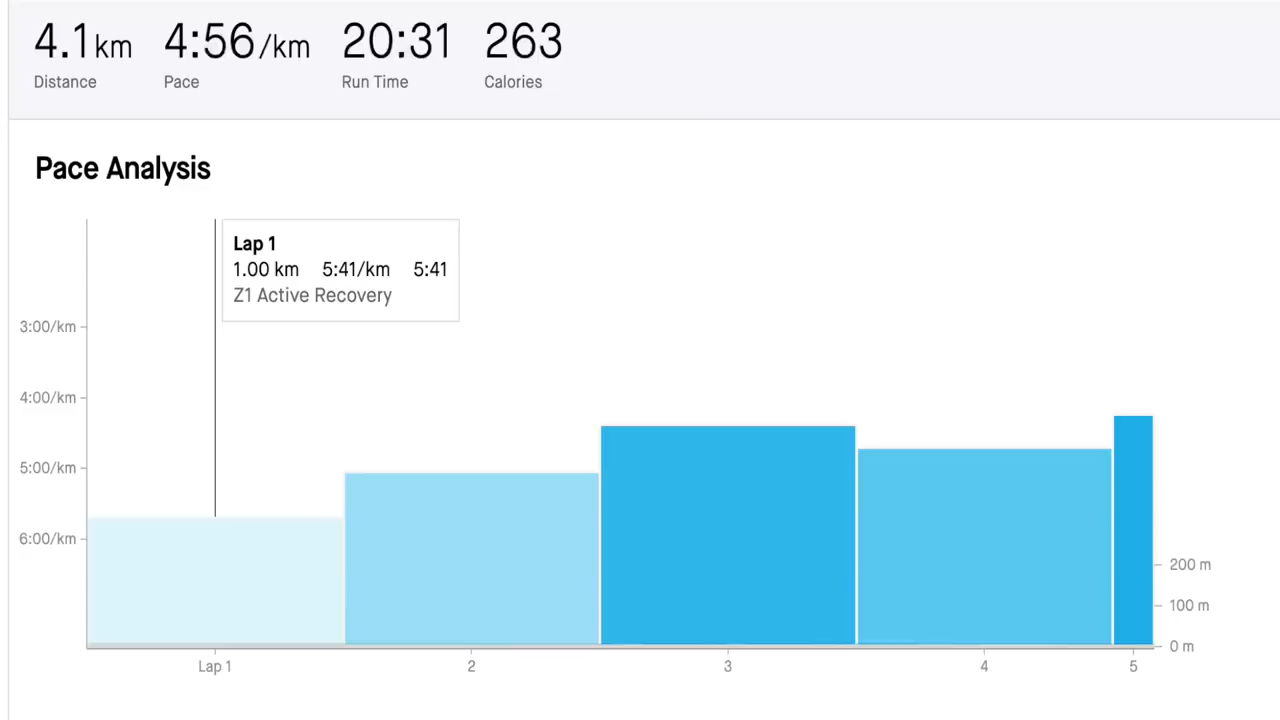 4.1 km 4:56 /km 20:31 263
Distance Pace Run Time Calories
Pace Analysis
Lap 1
1.00 km 5:41/km 5:41
Z1 Active Recovery
3:00/km
4:00/km
5:00/km
6:00/km
200 m
100 m
0 m
Lap 1 2 3 4 5